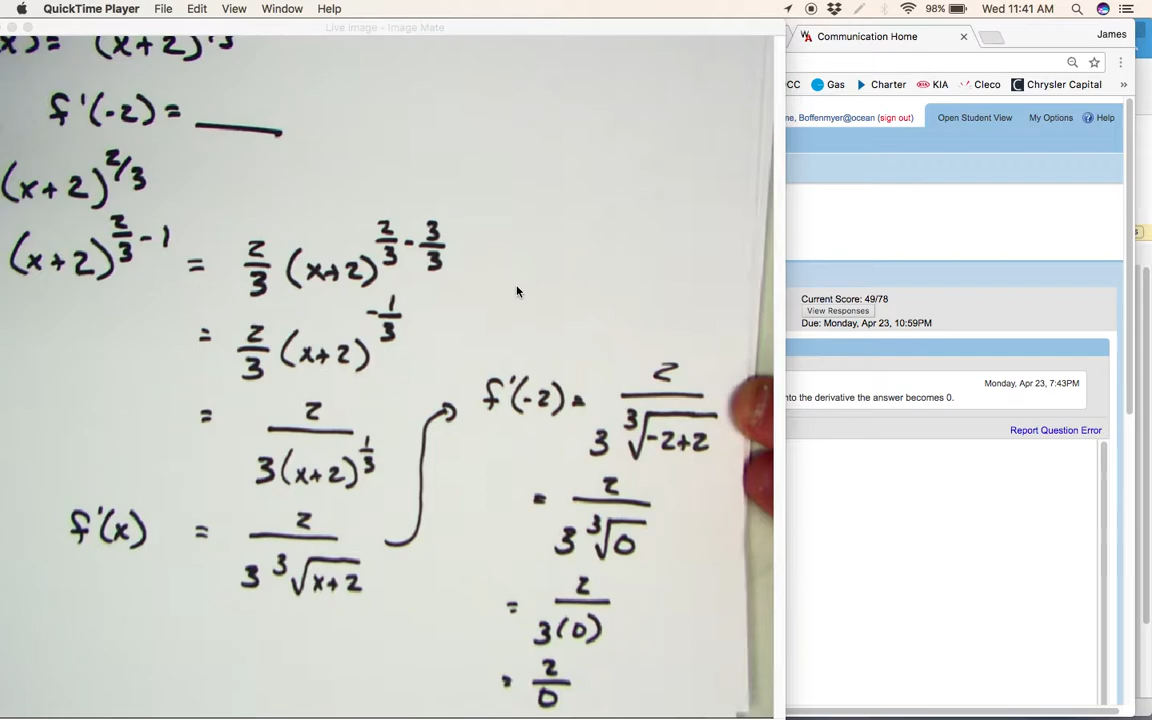 QuickTime Player File Edit View Window Help 98% Wed 11:41 AM
Live Image - Image Mate
Communication Home
James
CC Gas Charter KIA Cleco Chrysler Capital »
me, Boffenmyer@ocean (sign out) Open Student View My Options Help
Current Score: 49/78
View Responses
Due: Monday, Apr 23, 10:59PM
Monday, Apr 23, 7:43PM
nto the derivative the answer becomes 0.
Report Question Error
f'(-2) = ___
(x+2)^2/3
(x+2)^(2/3 - 1) = 2/3 (x+2)^(2/3 - 3/3)
= 2/3 (x+2)^(-1/3)
= 2/(3(x+2)^(1/3))
f'(x) = 2/(3 ∛(x+2))
f'(-2) = 2/(3 ∛(-2+2))
= 2/(3 ∛0)
= 2/(3(0))
= 2/0